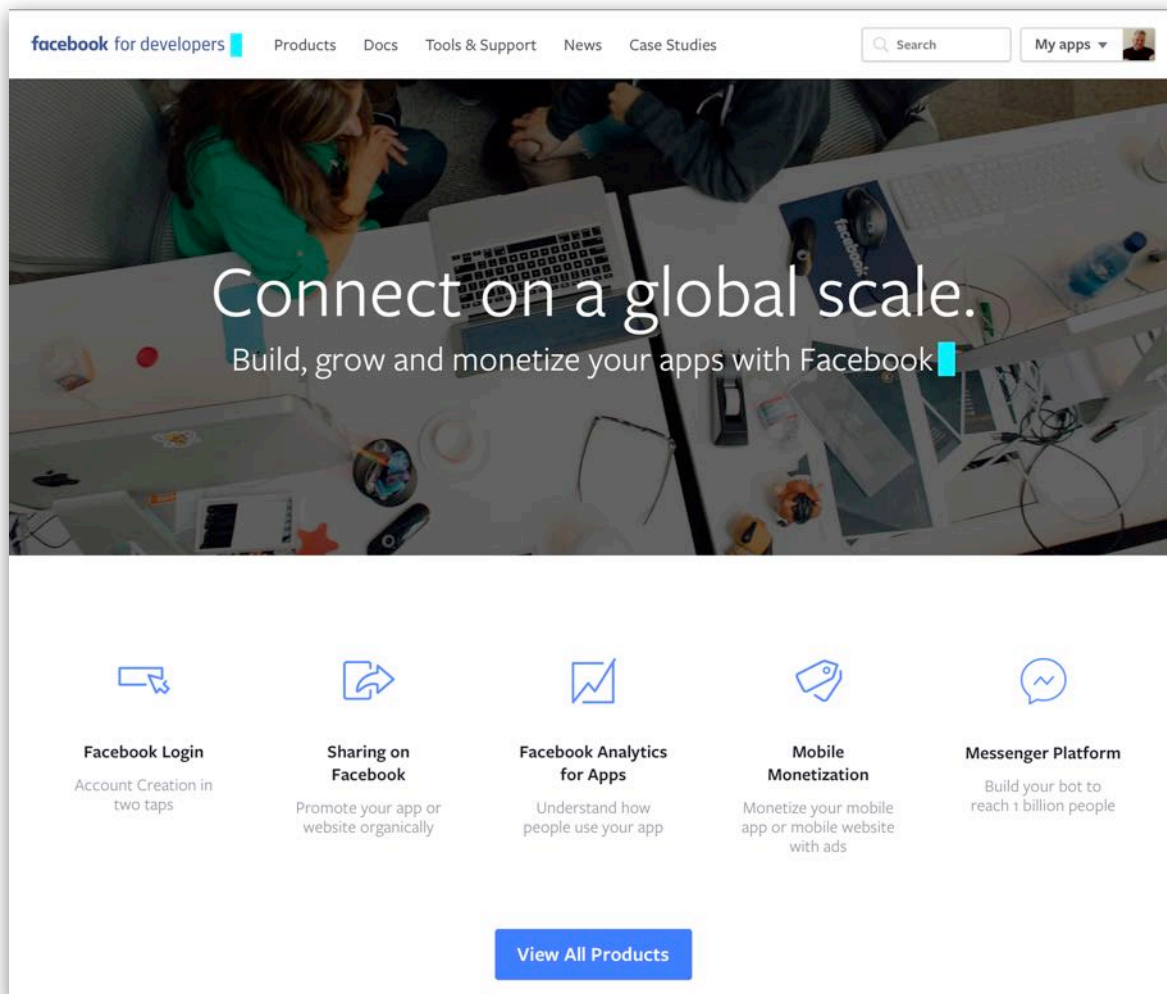 facebook for developers
Products
Docs
Tools & Support
News
Case Studies
Search
My apps
facebook
Connect on a global scale.
Build, grow and monetize your apps with Facebook
Facebook Login
Account Creation in
two taps
Sharing on
Facebook
Promote your app or
website organically
Facebook Analytics
for Apps
Understand how
people use your app
Mobile
Monetization
Monetize your mobile
app or mobile website
with ads
Messenger Platform
Build your bot to
reach 1 billion people
View All Products